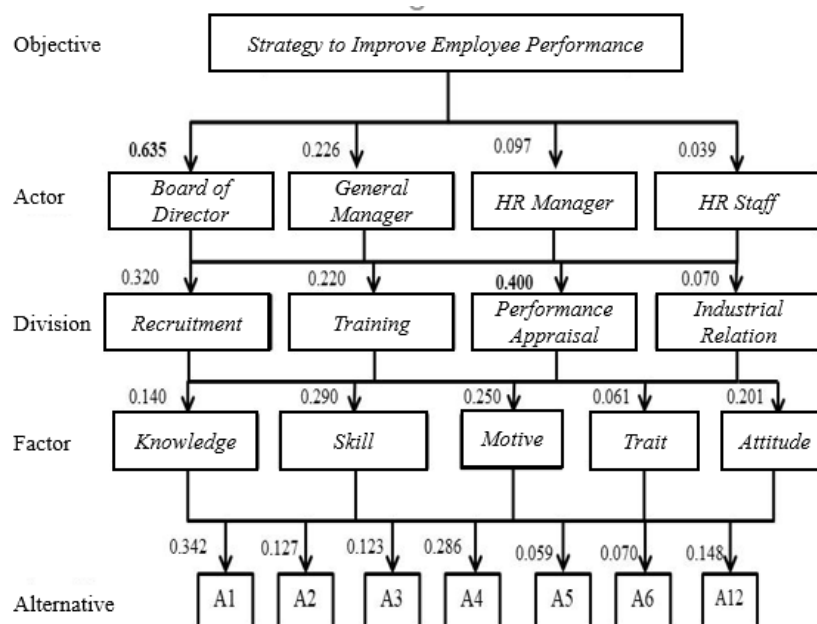 Objective
Strategy to Improve Employee Performance
0.635 0.226 0.097 0.039
Actor
Board of
Director
General
Manager
HR Manager
HR Staff
0.320 0.220 0.400 0.070
Division
Recruitment
Training
Performance
Appraisal
Industrial
Relation
0.140 0.290 0.250 0.061 0.201
Factor
Knowledge
Skill
Motive
Trait
Attitude
0.342 0.127 0.123 0.286 0.059 0.070 0.148
Alternative
A1
A2
A3
A4
A5
A6
A12